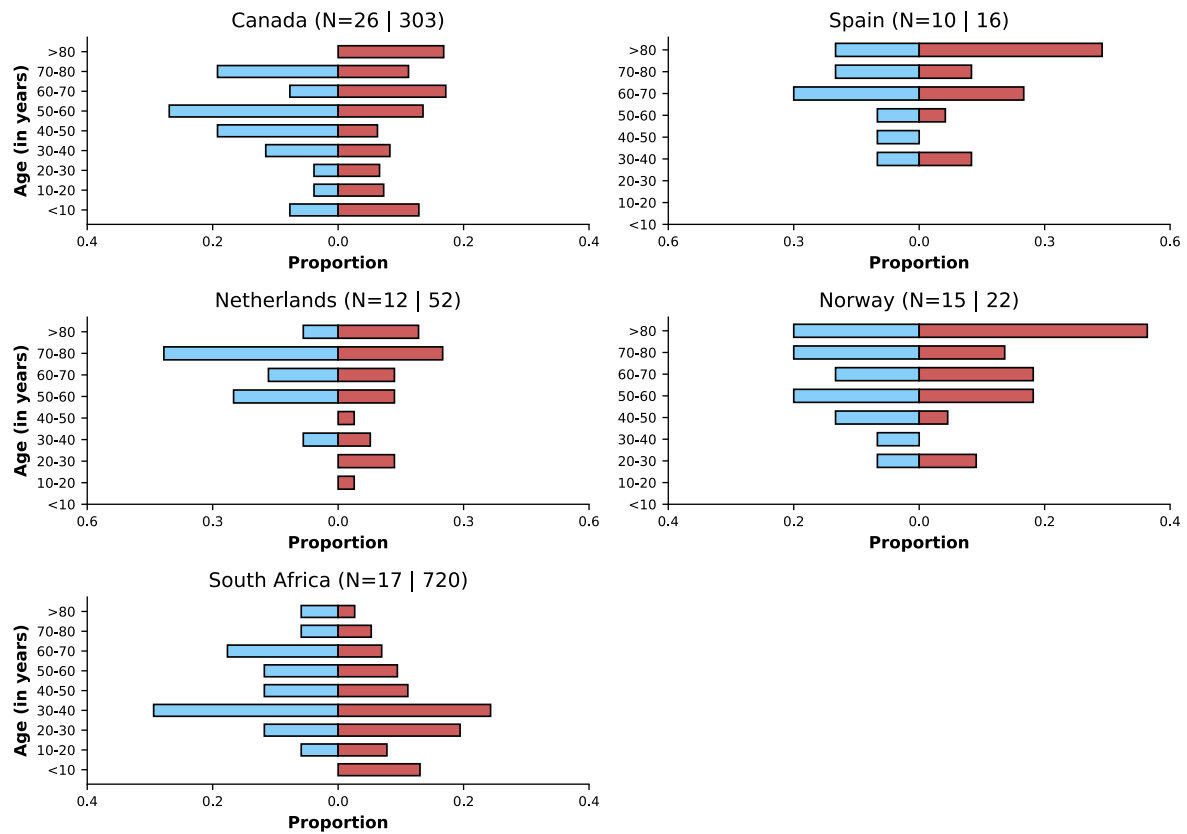 Canada (N=26 | 303)
Age (in years)
>80
70-80
60-70
50-60
40-50
30-40
20-30
10-20
<10
0.4 0.2 0.0 0.2 0.4
Proportion
Spain (N=10 | 16)
>80
70-80
60-70
50-60
40-50
30-40
20-30
10-20
<10
0.6 0.3 0.0 0.3 0.6
Proportion
Netherlands (N=12 | 52)
Age (in years)
>80
70-80
60-70
50-60
40-50
30-40
20-30
10-20
<10
0.6 0.3 0.0 0.3 0.6
Proportion
Norway (N=15 | 22)
>80
70-80
60-70
50-60
40-50
30-40
20-30
10-20
<10
0.4 0.2 0.0 0.2 0.4
Proportion
South Africa (N=17 | 720)
Age (in years)
>80
70-80
60-70
50-60
40-50
30-40
20-30
10-20
<10
0.4 0.2 0.0 0.2 0.4
Proportion